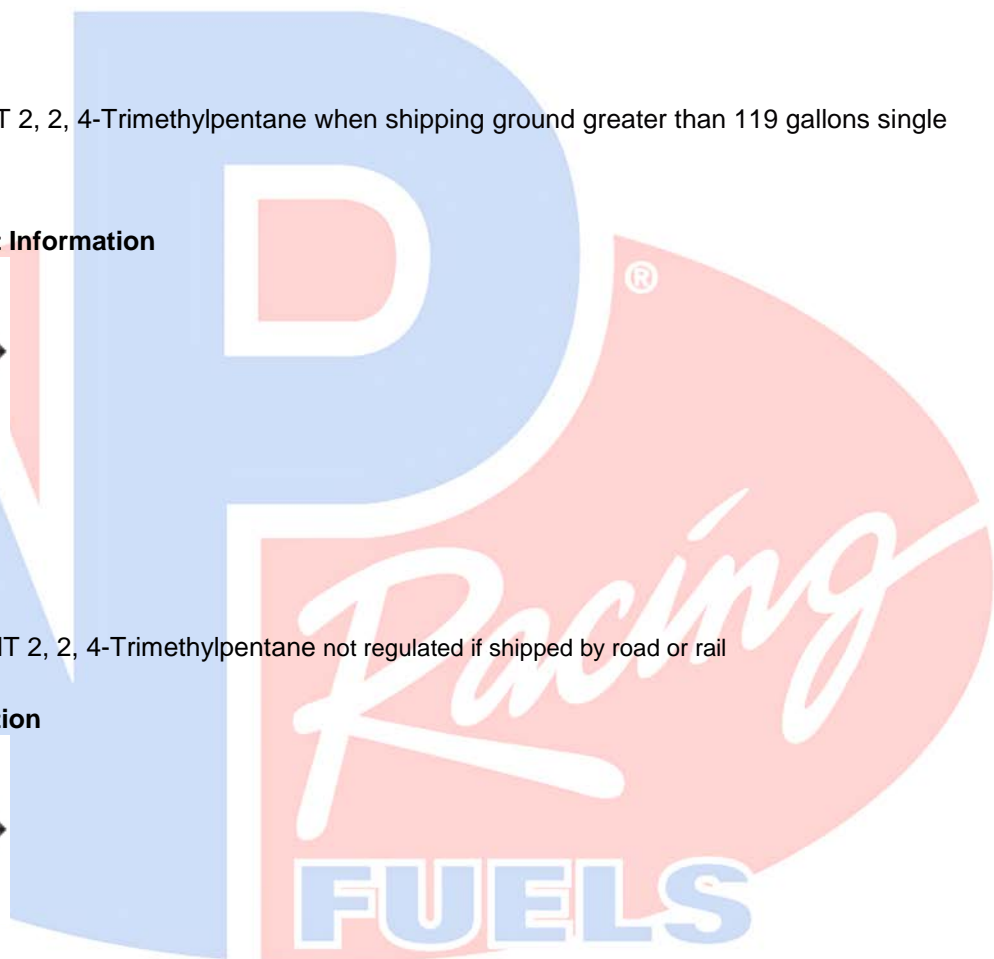 T 2, 2, 4-Trimethylpentane when shipping ground greater than 119 gallons single
Information
®
T 2, 2, 4-Trimethylpentane not regulated if shipped by road or rail
tion
P
Racing
FUELS